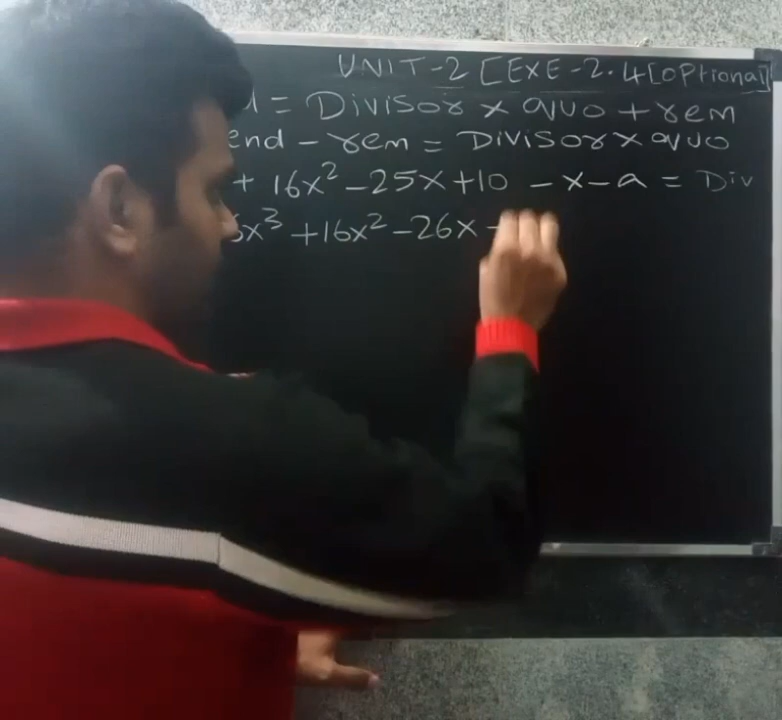 UNIT-2 [EXE-2.4[Optional]
= Divisor x quo + rem
end - rem = Divisor x quo
+ 16x² - 25x + 10 - x - a = Div
x³ + 16x² - 26x